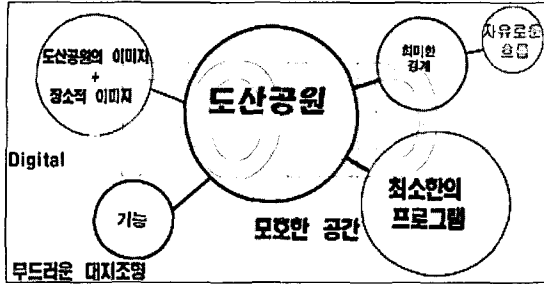 도산공원의 이미지
+
장소적 이미지
도산공원
희미한
경계
자유로운
흐름
Digital
기능
모호한 공간
최소한의
프로그램
부드러운 대지조형